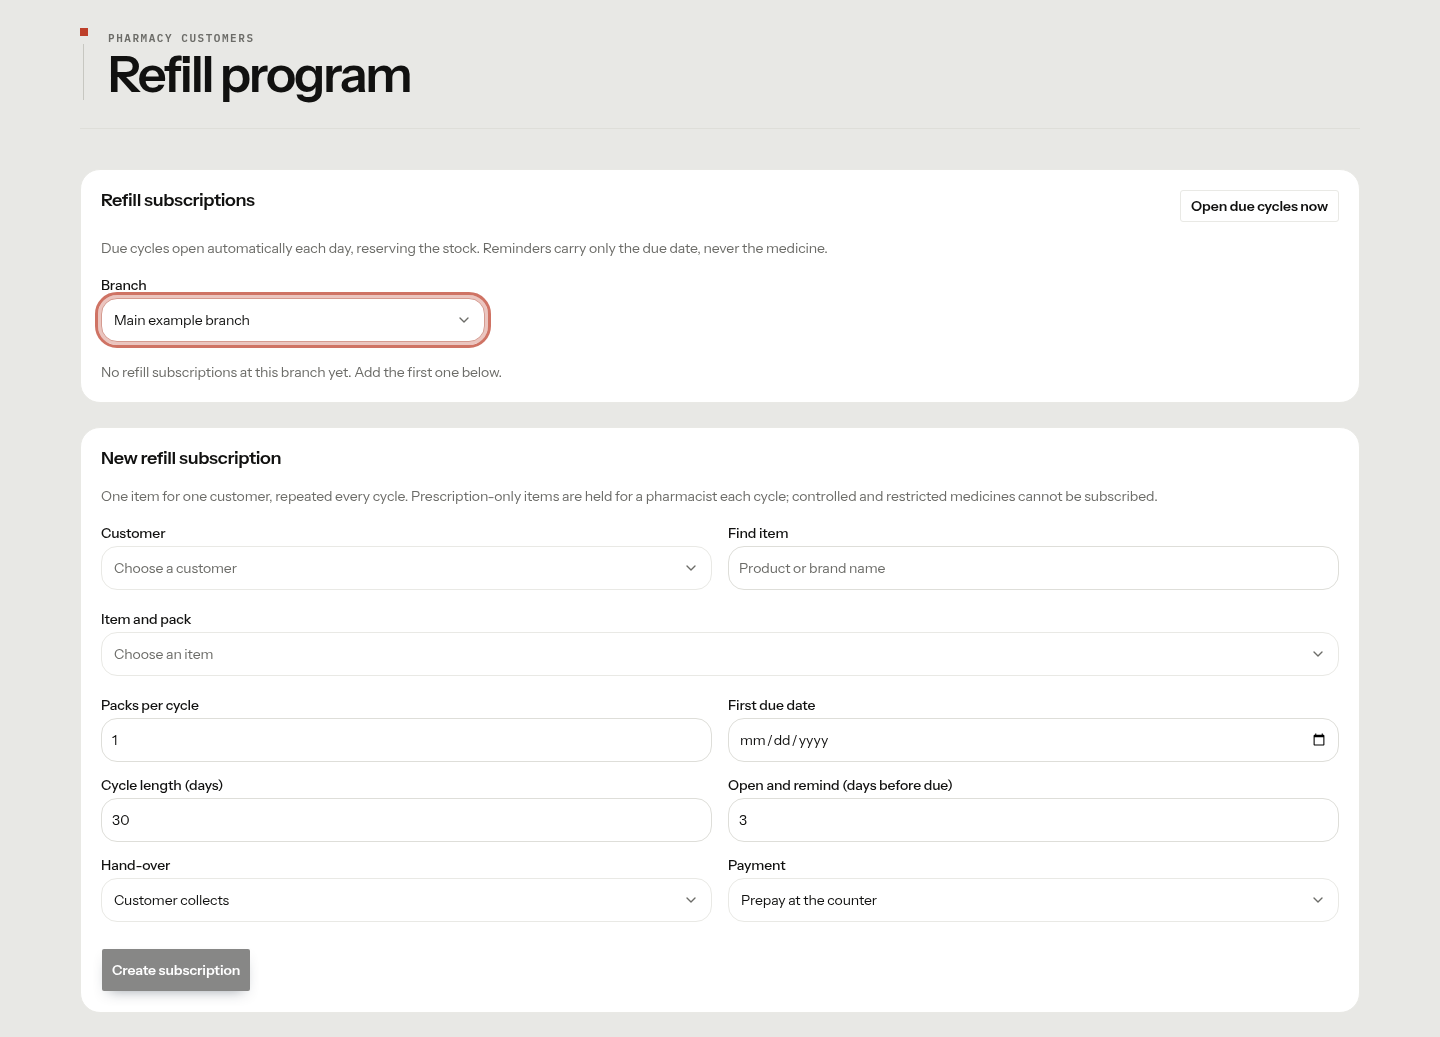 PHARMACY CUSTOMERS
Refill program
Refill subscriptions
Open due cycles now
Due cycles open automatically each day, reserving the stock. Reminders carry only the due date, never the medicine.
Branch
Main example branch
No refill subscriptions at this branch yet. Add the first one below.
New refill subscription
One item for one customer, repeated every cycle. Prescription-only items are held for a pharmacist each cycle; controlled and restricted medicines cannot be subscribed.
Customer
Choose a customer
Find item
Product or brand name
Item and pack
Choose an item
Packs per cycle
1
First due date
mm/dd/yyyy
Cycle length (days)
30
Open and remind (days before due)
3
Hand-over
Customer collects
Payment
Prepay at the counter
Create subscription